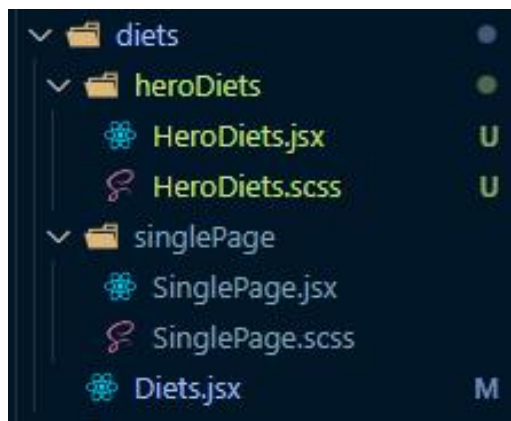 diets
heroDiets
HeroDiets.jsx U
HeroDiets.scss U
singlePage
SinglePage.jsx
SinglePage.scss
Diets.jsx M